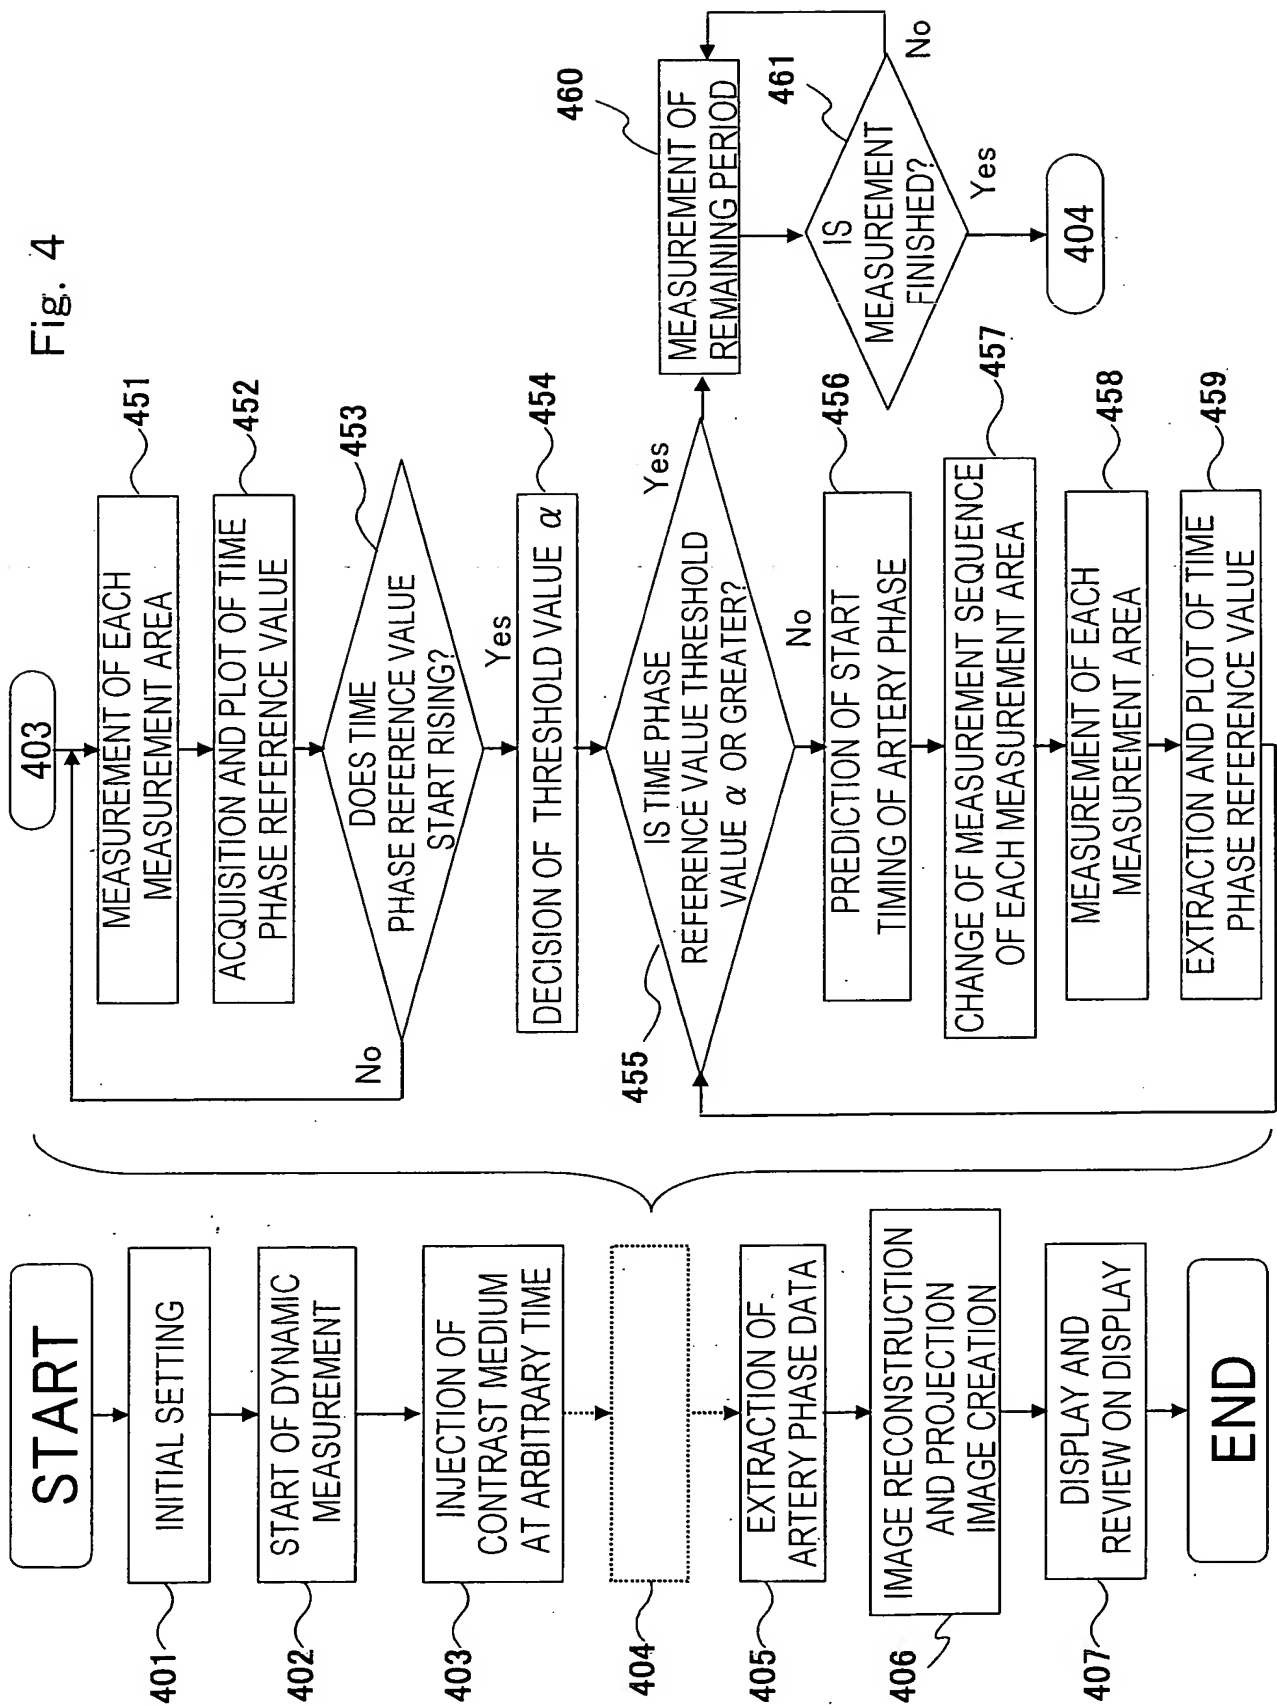 Fig. 4
START
401
INITIAL SETTING
402
START OF DYNAMIC
MEASUREMENT
403
INJECTION OF
CONTRAST MEDIUM
AT ARBITRARY TIME
404
405
EXTRACTION OF
ARTERY PHASE DATA
406
IMAGE RECONSTRUCTION
AND PROJECTION
IMAGE CREATION
407
DISPLAY AND
REVIEW ON DISPLAY
END
403
451
MEASUREMENT OF EACH
MEASUREMENT AREA
452
ACQUISITION AND PLOT OF TIME
PHASE REFERENCE VALUE
453
DOES TIME
PHASE REFERENCE VALUE
START RISING?
No
Yes
454
DECISION OF THRESHOLD VALUE α
455
IS TIME PHASE
REFERENCE VALUE THRESHOLD
VALUE α OR GREATER?
Yes
No
456
PREDICTION OF START
TIMING OF ARTERY PHASE
457
CHANGE OF MEASUREMENT SEQUENCE
OF EACH MEASUREMENT AREA
458
MEASUREMENT OF EACH
MEASUREMENT AREA
459
EXTRACTION AND PLOT OF TIME
PHASE REFERENCE VALUE
460
MEASUREMENT OF
REMAINING PERIOD
461
IS
MEASUREMENT
FINISHED?
No
Yes
404